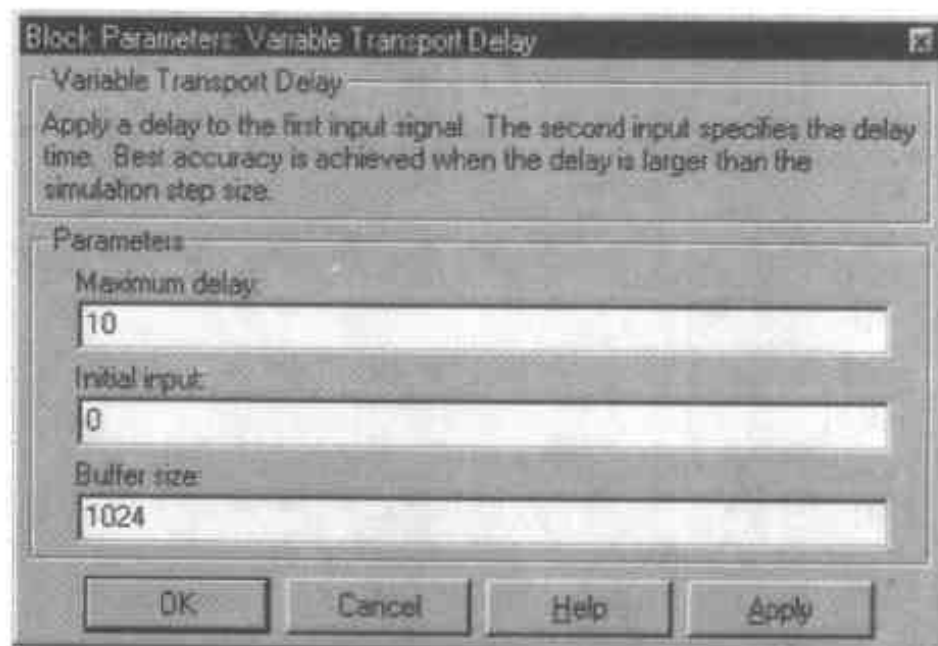 Block Parameters: Variable Transport Delay
Variable Transport Delay
Apply a delay to the first input signal. The second input specifies the delay
time. Best accuracy is achieved when the delay is larger than the
simulation step size.
Parameters
Maximum delay:
10
Initial input:
0
Buffer size:
1024
OK Cancel Help Apply